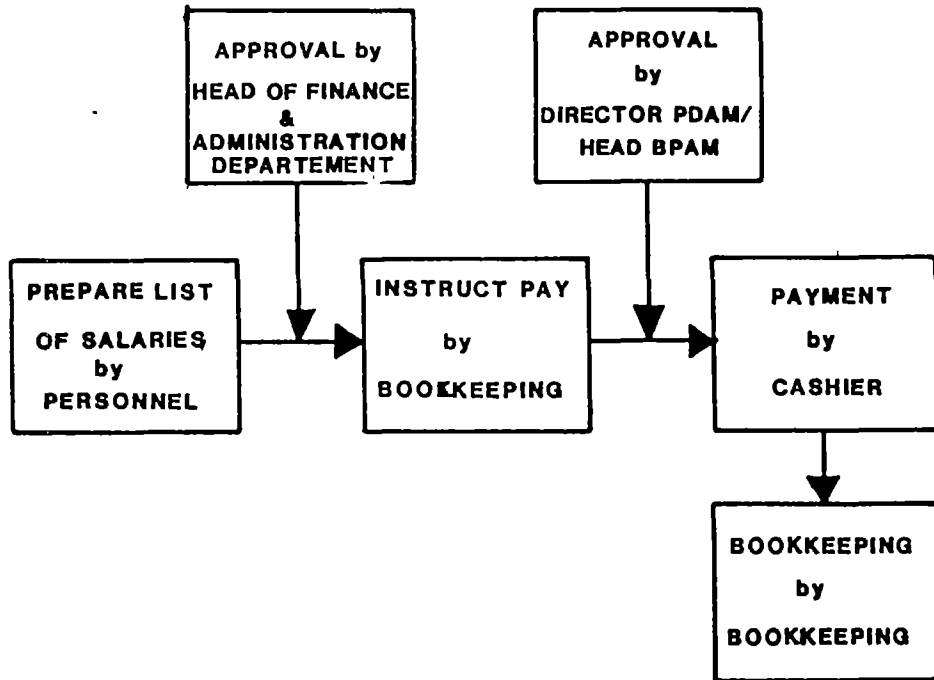 APPROVAL by
HEAD OF FINANCE
&
ADMINISTRATION
DEPARTEMENT
APPROVAL
by
DIRECTOR PDAM/
HEAD BPAM
PREPARE LIST
OF SALARIES
by
PERSONNEL
INSTRUCT PAY
by
BOOKKEEPING
PAYMENT
by
CASHIER
BOOKKEEPING
by
BOOKKEEPING